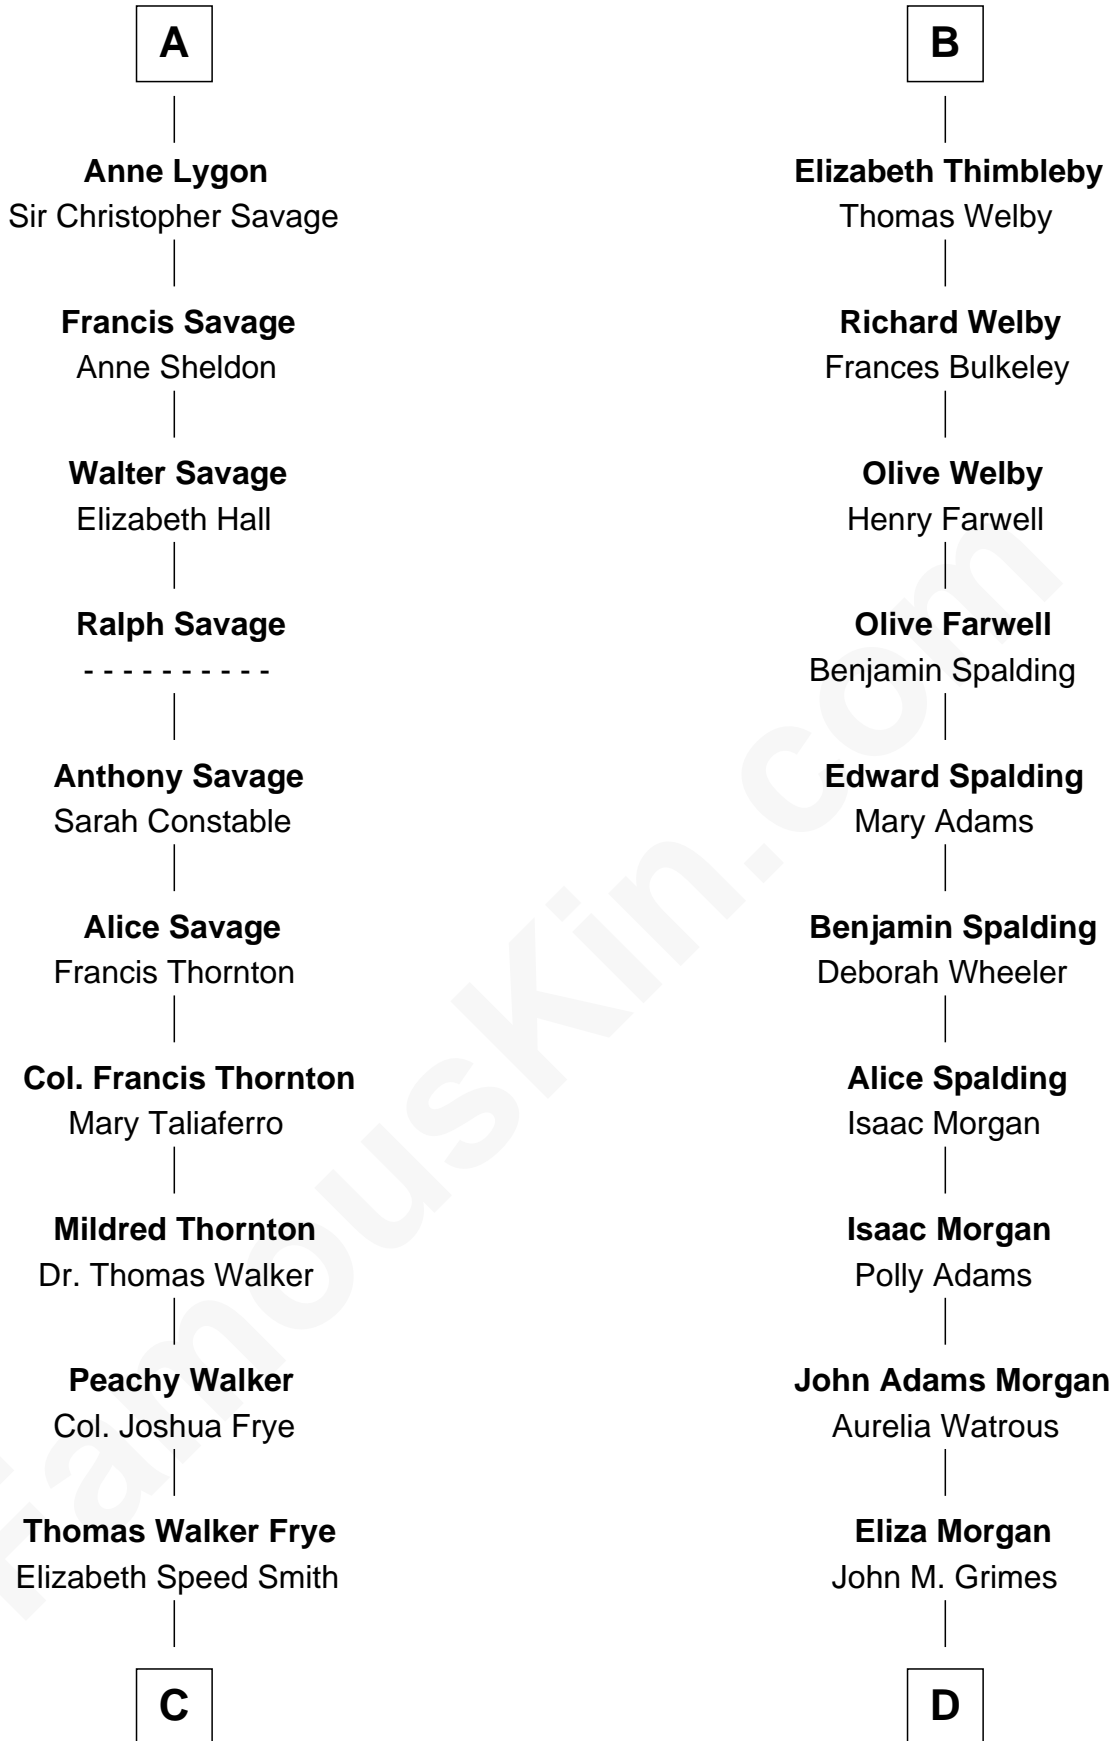 A
Anne Lygon
Sir Christopher Savage
Francis Savage
Anne Sheldon
Walter Savage
Elizabeth Hall
Ralph Savage
- - - - - - - - - -
Anthony Savage
Sarah Constable
Alice Savage
Francis Thornton
Col. Francis Thornton
Mary Taliaferro
Mildred Thornton
Dr. Thomas Walker
Peachy Walker
Col. Joshua Frye
Thomas Walker Frye
Elizabeth Speed Smith
C
B
Elizabeth Thimbleby
Thomas Welby
Richard Welby
Frances Bulkeley
Olive Welby
Henry Farwell
Olive Farwell
Benjamin Spalding
Edward Spalding
Mary Adams
Benjamin Spalding
Deborah Wheeler
Alice Spalding
Isaac Morgan
Isaac Morgan
Polly Adams
John Adams Morgan
Aurelia Watrous
Eliza Morgan
John M. Grimes
D
FamousKin.com